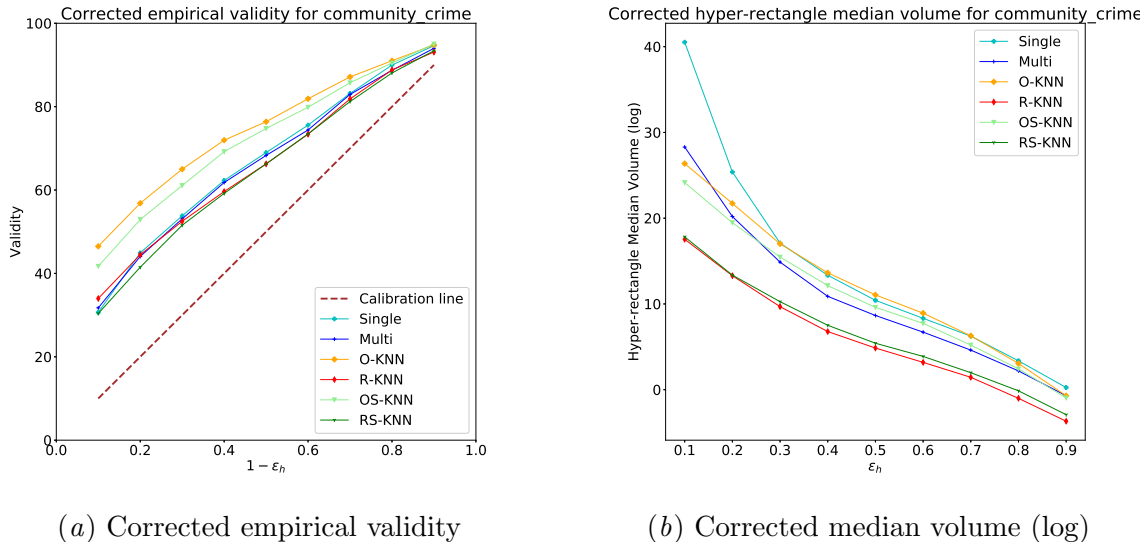 Corrected empirical validity for community_crime
Validity
100
80
60
40
20
0
0.0 0.2 0.4 0.6 0.8 1.0
1 − ε_h
Calibration line
Single
Multi
O-KNN
R-KNN
OS-KNN
RS-KNN
(a) Corrected empirical validity
Corrected hyper-rectangle median volume for community_crime
Hyper-rectangle Median Volume (log)
40
30
20
10
0
0.1 0.2 0.3 0.4 0.5 0.6 0.7 0.8 0.9
ε_h
Single
Multi
O-KNN
R-KNN
OS-KNN
RS-KNN
(b) Corrected median volume (log)